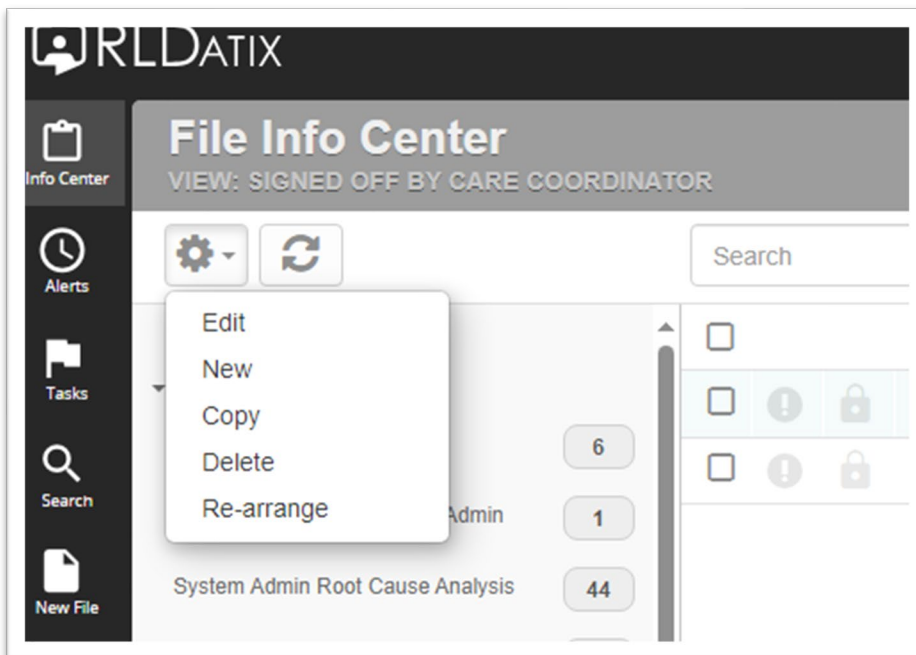 RLDATIX
Info Center
Alerts
Tasks
Search
New File
File Info Center
VIEW: SIGNED OFF BY CARE COORDINATOR
Search
Edit
New
Copy
Delete
Re-arrange
6
Admin 1
System Admin Root Cause Analysis 44